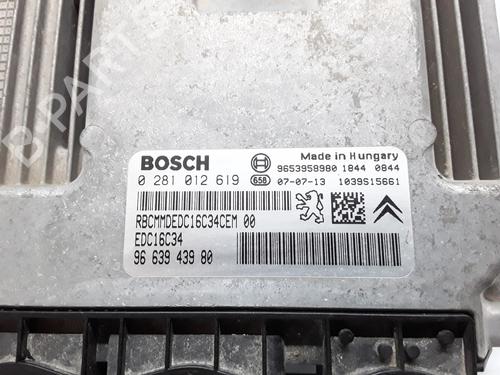 B PARTS
BOSCH
Made in Hungary
9653958980 1844 0844
0 281 012 619 658 07-07-13 1039S15661
RBCMMDEDC16C34CEM 00
EDC16C34
96 639 439 80